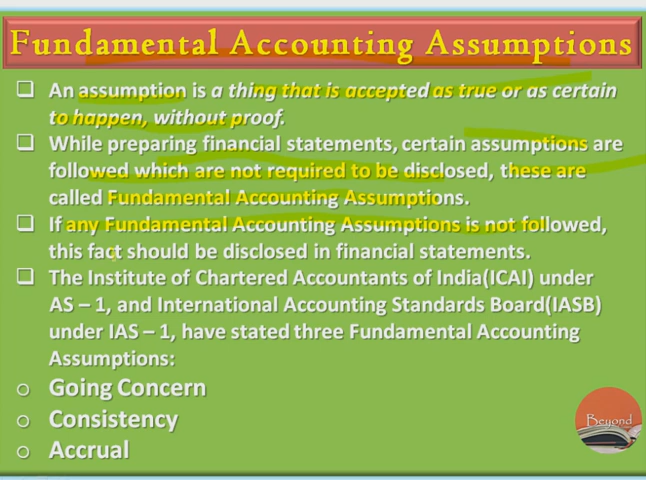 Fundamental Accounting Assumptions
An assumption is a thing that is accepted as true or as certain
to happen, without proof.
While preparing financial statements, certain assumptions are
followed which are not required to be disclosed, these are
called Fundamental Accounting Assumptions.
If any Fundamental Accounting Assumptions is not followed,
this fact should be disclosed in financial statements.
The Institute of Chartered Accountants of India(ICAI) under
AS – 1, and International Accounting Standards Board(IASB)
under IAS – 1, have stated three Fundamental Accounting
Assumptions:
Going Concern
Consistency
Accrual
Beyond